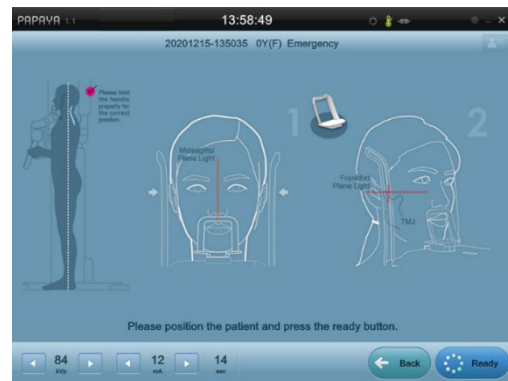 PAPAYA 1.1
13:58:49
20201215-135035 0Y(F) Emergency
Please hold
the handle
properly for
the correct
position.
1
2
Midsagittal
Plane Light
Frankfort
Plane Light
TMJ
Please position the patient and press the ready button.
84
kVp
12
mA
14
sec
Back
Ready